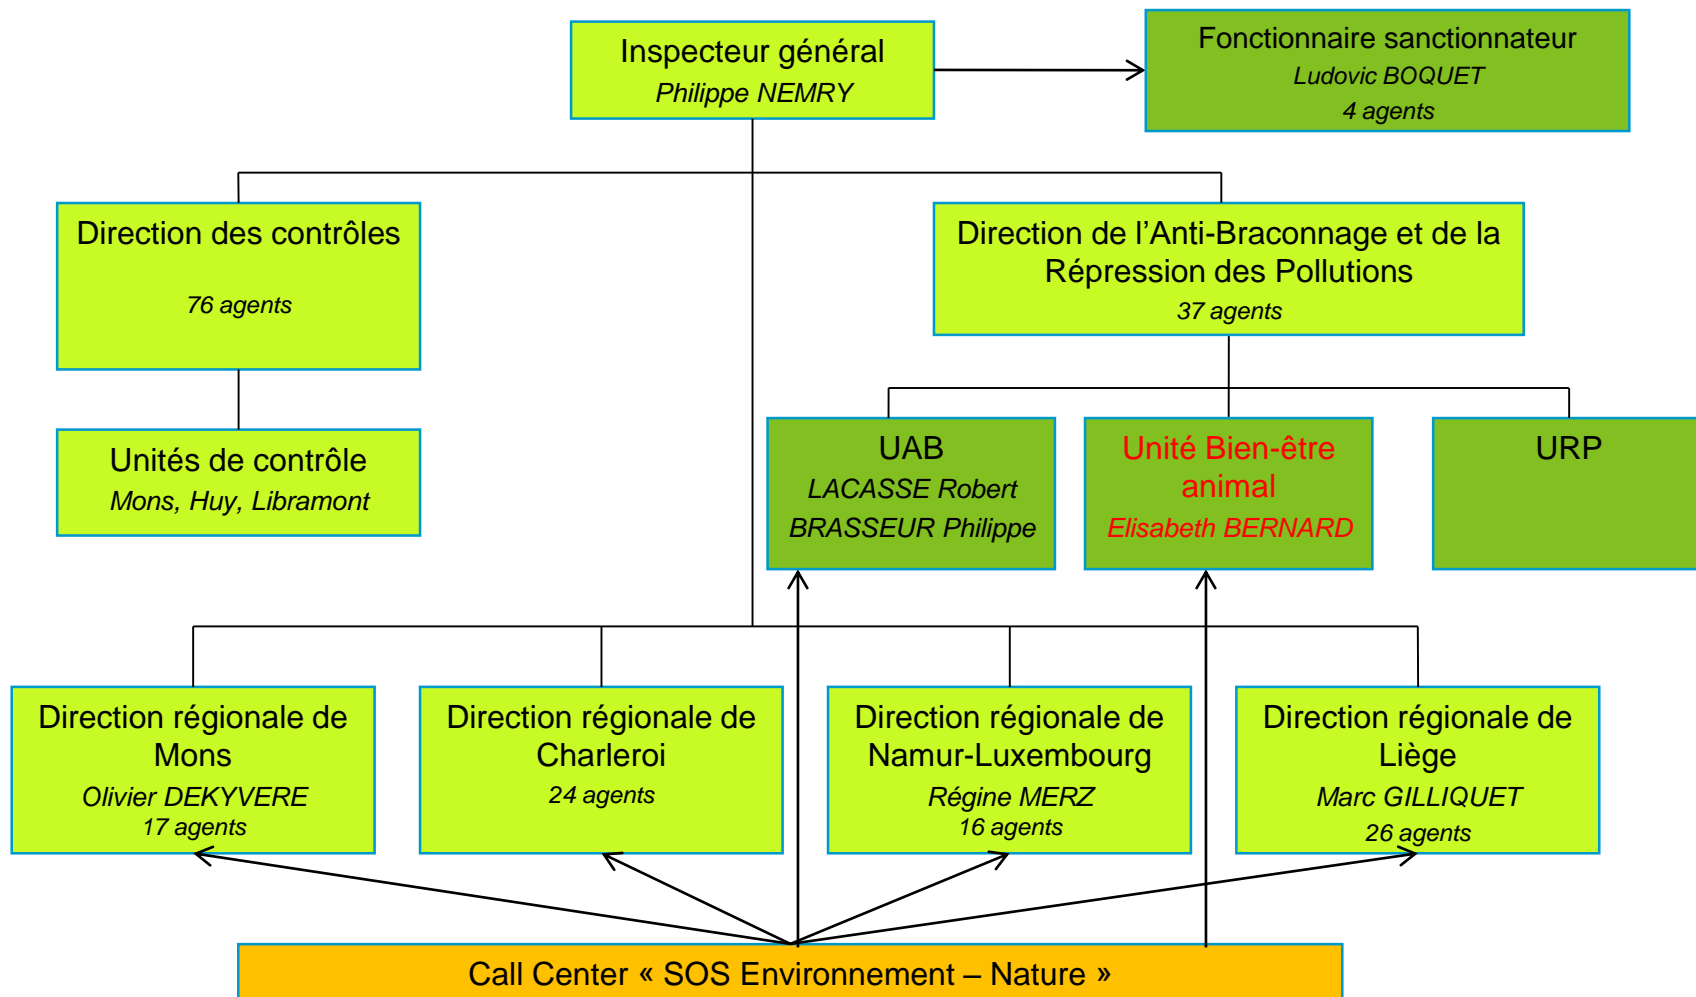 Inspecteur général
Philippe NEMRY
Fonctionnaire sanctionnateur
Ludovic BOQUET
4 agents
Direction des contrôles
76 agents
Direction de l’Anti-Braconnage et de la
Répression des Pollutions
37 agents
Unités de contrôle
Mons, Huy, Libramont
UAB
LACASSE Robert
BRASSEUR Philippe
Unité Bien-être
animal
Elisabeth BERNARD
URP
Direction régionale de
Mons
Olivier DEKYVERE
17 agents
Direction régionale de
Charleroi
24 agents
Direction régionale de
Namur-Luxembourg
Régine MERZ
16 agents
Direction régionale de
Liège
Marc GILLIQUET
26 agents
Call Center « SOS Environnement – Nature »